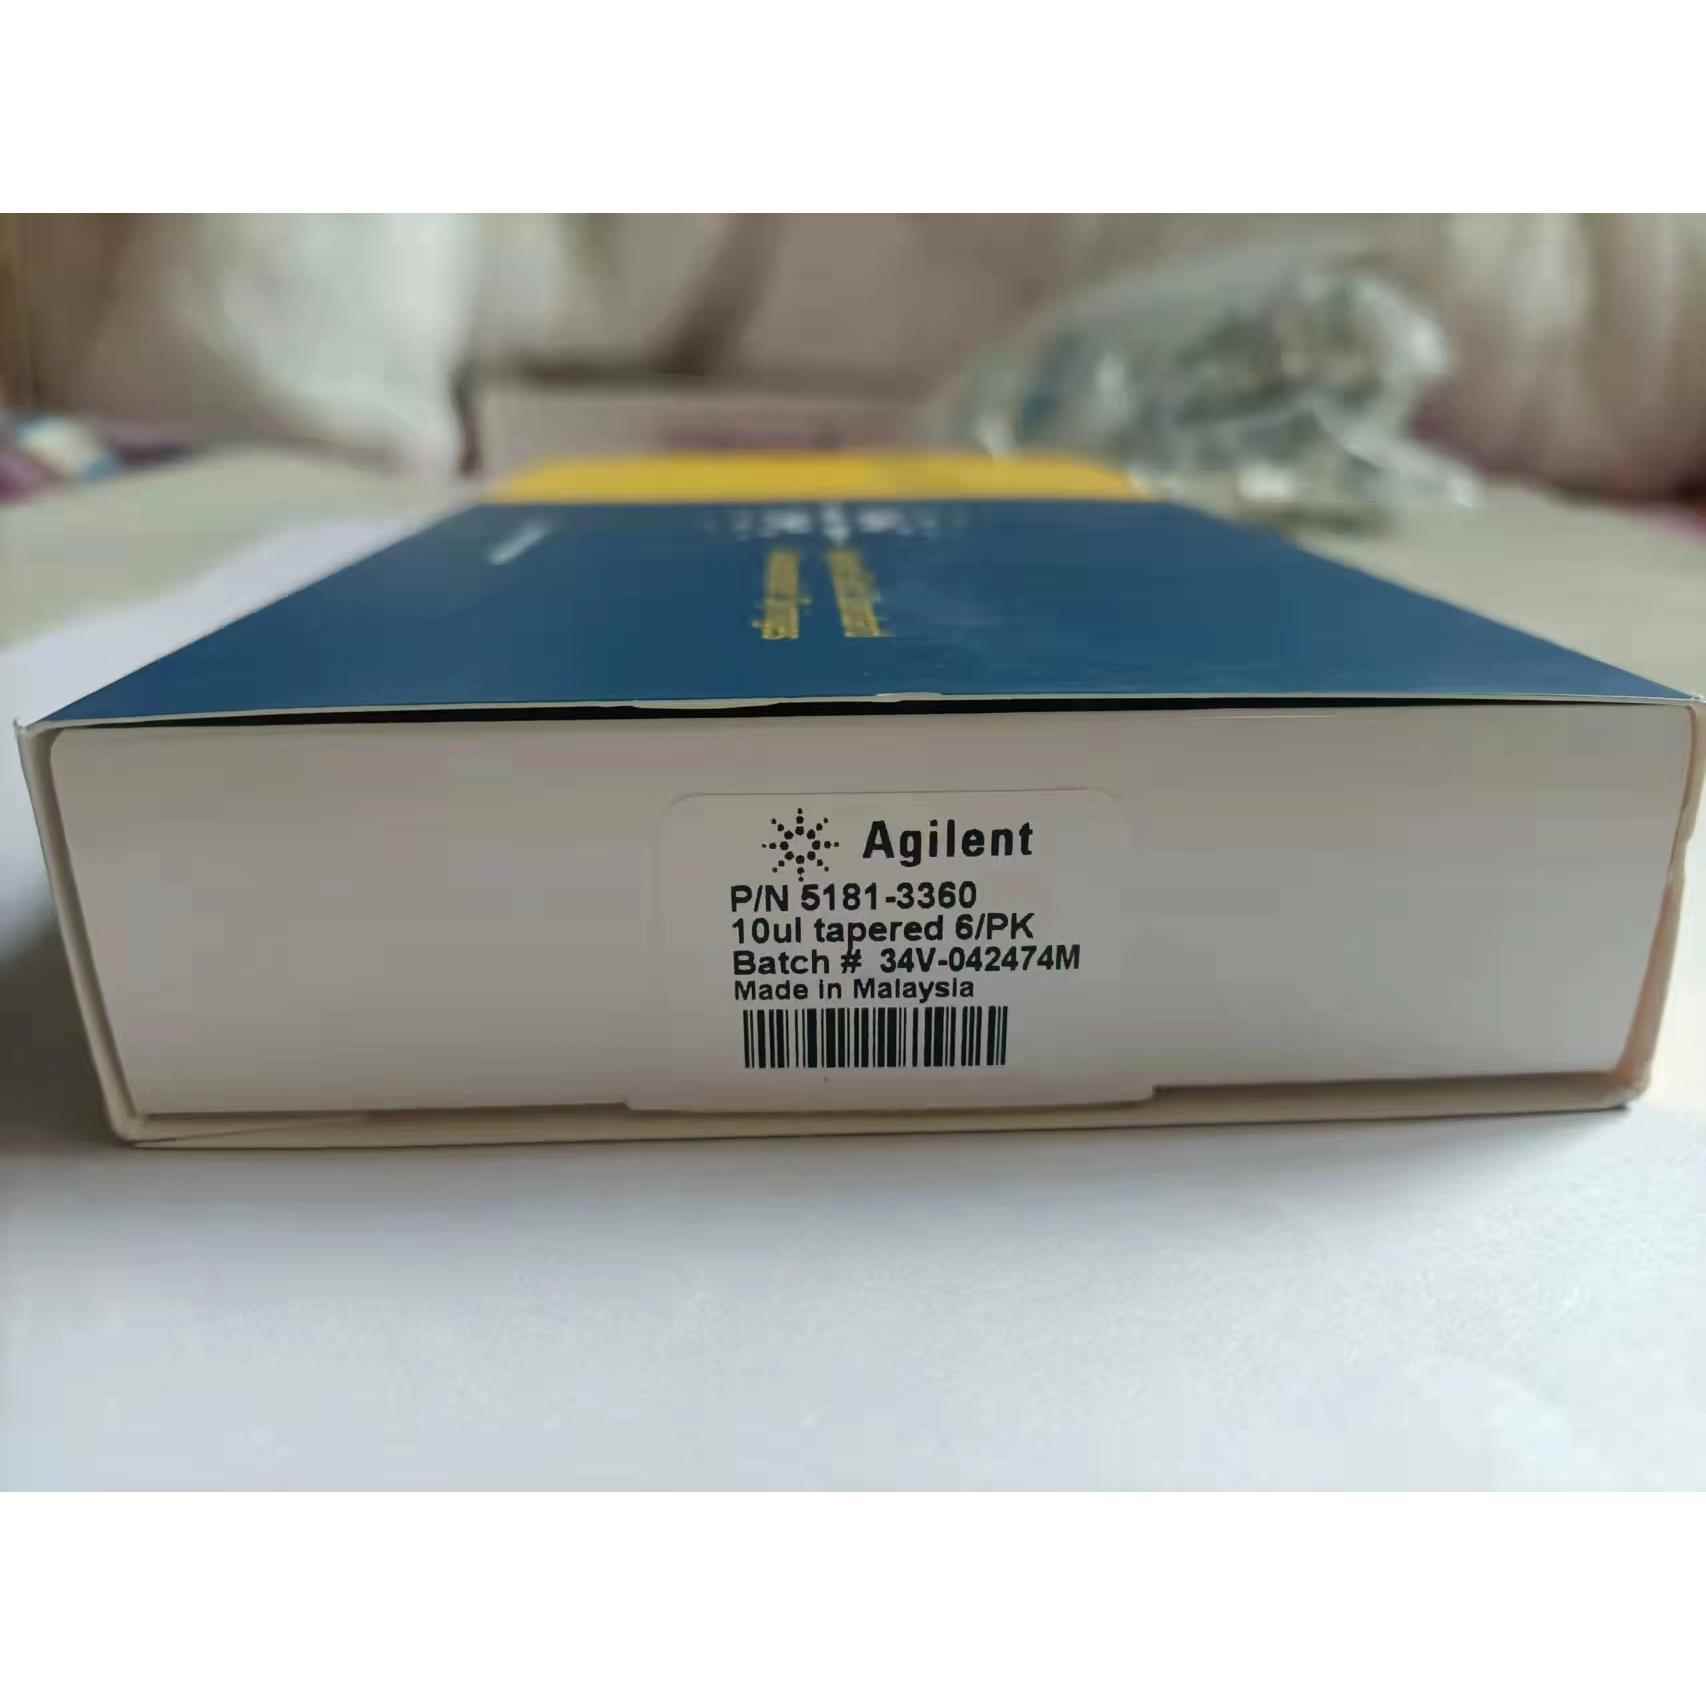 Agilent
P/N 5181-3360
10ul tapered 6/PK
Batch # 34V-042474M
Made in Malaysia